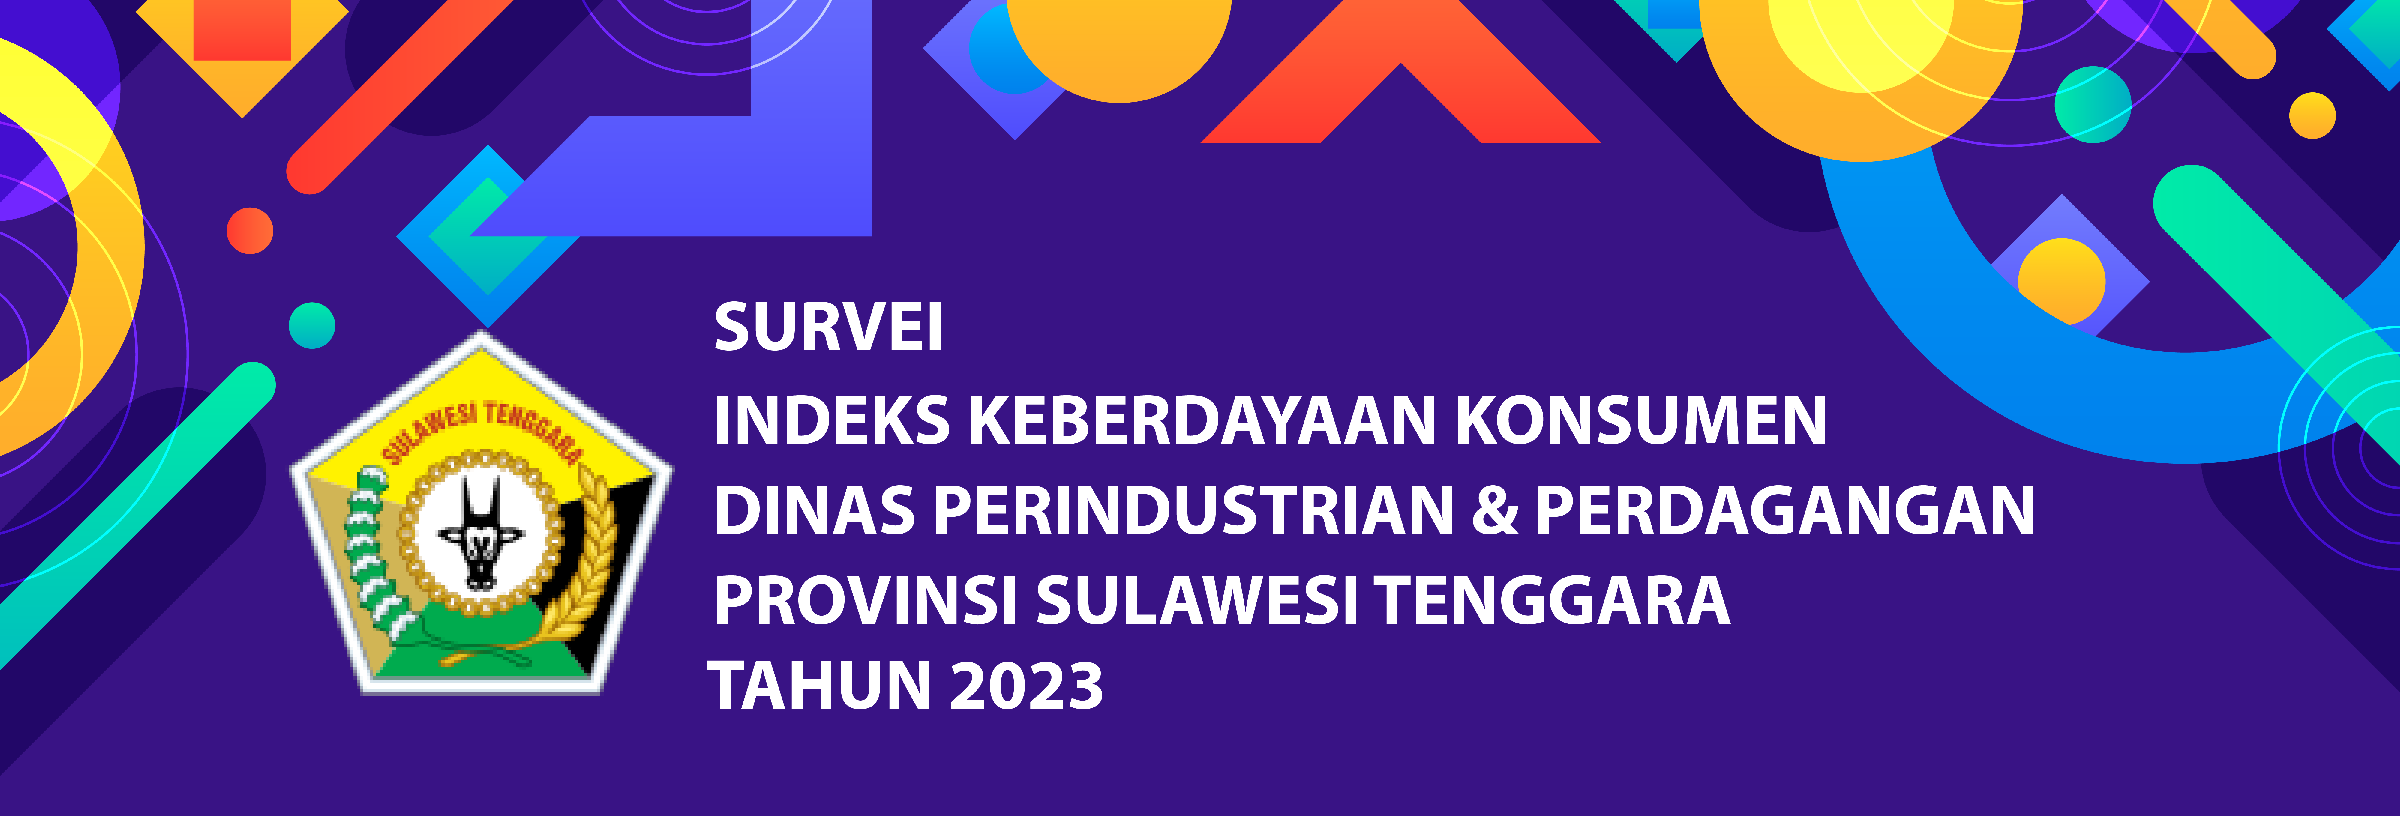 SURVEI
INDEKS KEBERDAYAAN KONSUMEN
DINAS PERINDUSTRIAN & PERDAGANGAN
PROVINSI SULAWESI TENGGARA
TAHUN 2023
SULAWESI TENGGARA